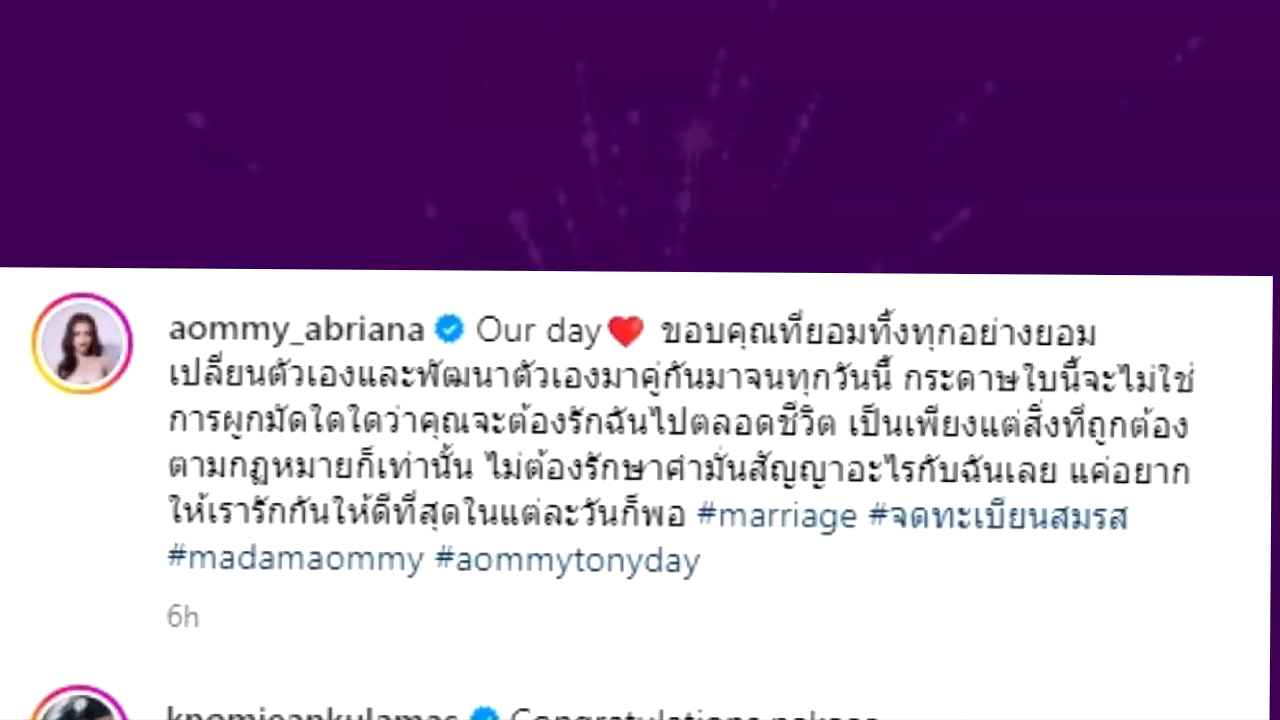 aommy_abriana Our day ขอบคุณที่ยอมทิ้งทุกอย่างยอม
เปลี่ยนตัวเองและพัฒนาตัวเองมาคู่กันมาจนทุกวันนี้ กระดาษใบนี้จะไม่ใช่
การผูกมัดใดใดว่าคุณจะต้องรักฉันไปตลอดชีวิต เป็นเพียงแต่สิ่งที่ถูกต้อง
ตามกฏหมายก็เท่านั้น ไม่ต้องรักษาคำมั่นสัญญาอะไรกับฉันเลย แค่อยาก
ให้เรารักกันให้ดีที่สุดในแต่ละวันก็พอ #marriage #จดทะเบียนสมรส
#madamaommy #aommytonyday
6h
Congratulations